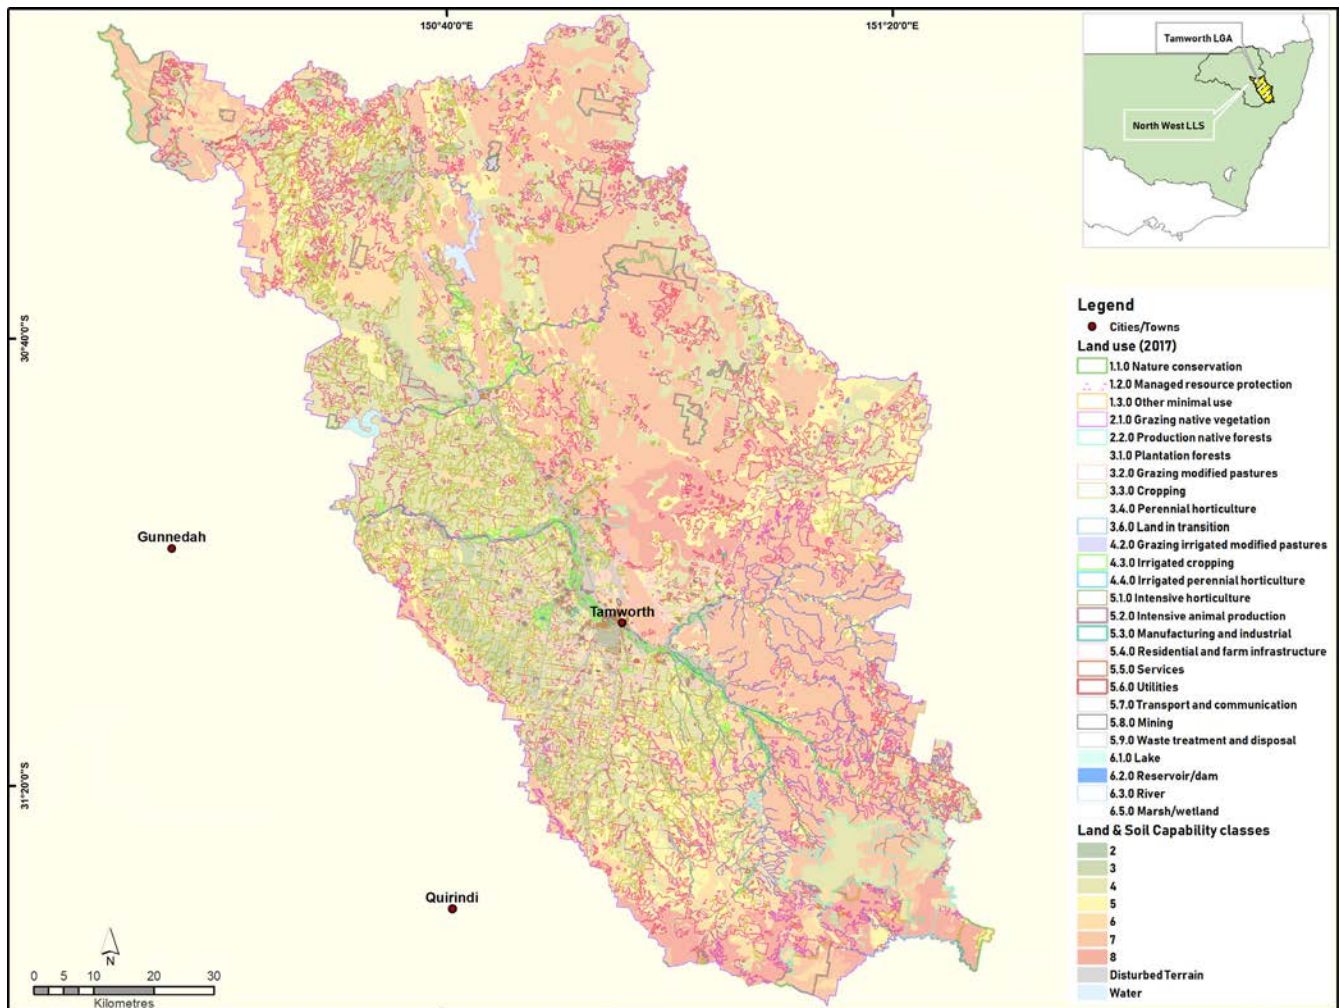 150°40'0"E
151°20'0"E
Tamworth LGA
North West LLS
30°40'0"S
Gunnedah
Tamworth
31°20'0"S
Quirindi
N
0 5 10 20 30
Kilometres
Legend
Cities/Towns
Land use (2017)
1.1.0 Nature conservation
1.2.0 Managed resource protection
1.3.0 Other minimal use
2.1.0 Grazing native vegetation
2.2.0 Production native forests
3.1.0 Plantation forests
3.2.0 Grazing modified pastures
3.3.0 Cropping
3.4.0 Perennial horticulture
3.6.0 Land in transition
4.2.0 Grazing irrigated modified pastures
4.3.0 Irrigated cropping
4.4.0 Irrigated perennial horticulture
5.1.0 Intensive horticulture
5.2.0 Intensive animal production
5.3.0 Manufacturing and industrial
5.4.0 Residential and farm infrastructure
5.5.0 Services
5.6.0 Utilities
5.7.0 Transport and communication
5.8.0 Mining
5.9.0 Waste treatment and disposal
6.1.0 Lake
6.2.0 Reservoir/dam
6.3.0 River
6.5.0 Marsh/wetland
Land & Soil Capability classes
2
3
4
5
6
7
8
Disturbed Terrain
Water